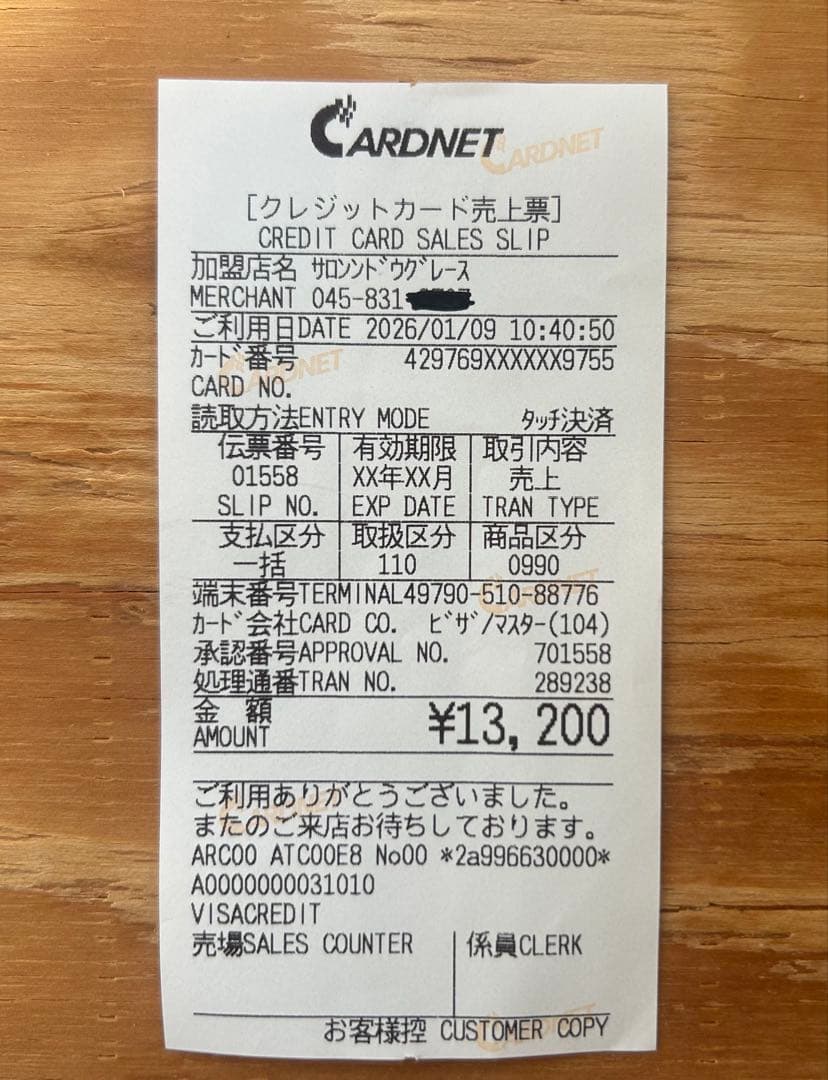 CARDNET
[クレジットカード売上票]
CREDIT CARD SALES SLIP
加盟店名 ｻﾛﾝﾝﾄﾞｳｸﾞﾚｰｽ
MERCHANT 045-831-
ご利用日DATE 2026/01/09 10:40:50
ｶｰﾄﾞ番号 429769XXXXXX9755
CARD NO.
読取方法ENTRY MODE ﾀｯﾁ決済
伝票番号 有効期限 取引内容
01558 XX年XX月 売上
SLIP NO. EXP DATE TRAN TYPE
支払区分 取扱区分 商品区分
一括 110 0990
端末番号TERMINAL49790-510-88776
ｶｰﾄﾞ会社CARD CO. ﾋﾞｻﾞ/ﾏｽﾀｰ(104)
承認番号APPROVAL NO. 701558
処理通番TRAN NO. 289238
金 額
AMOUNT ¥13,200
ご利用ありがとうございました。
またのご来店お待ちしております。
ARC00 ATC00E8 No00 *2a996630000*
A0000000031010
VISACREDIT
売場SALES COUNTER 係員CLERK
お客様控 CUSTOMER COPY